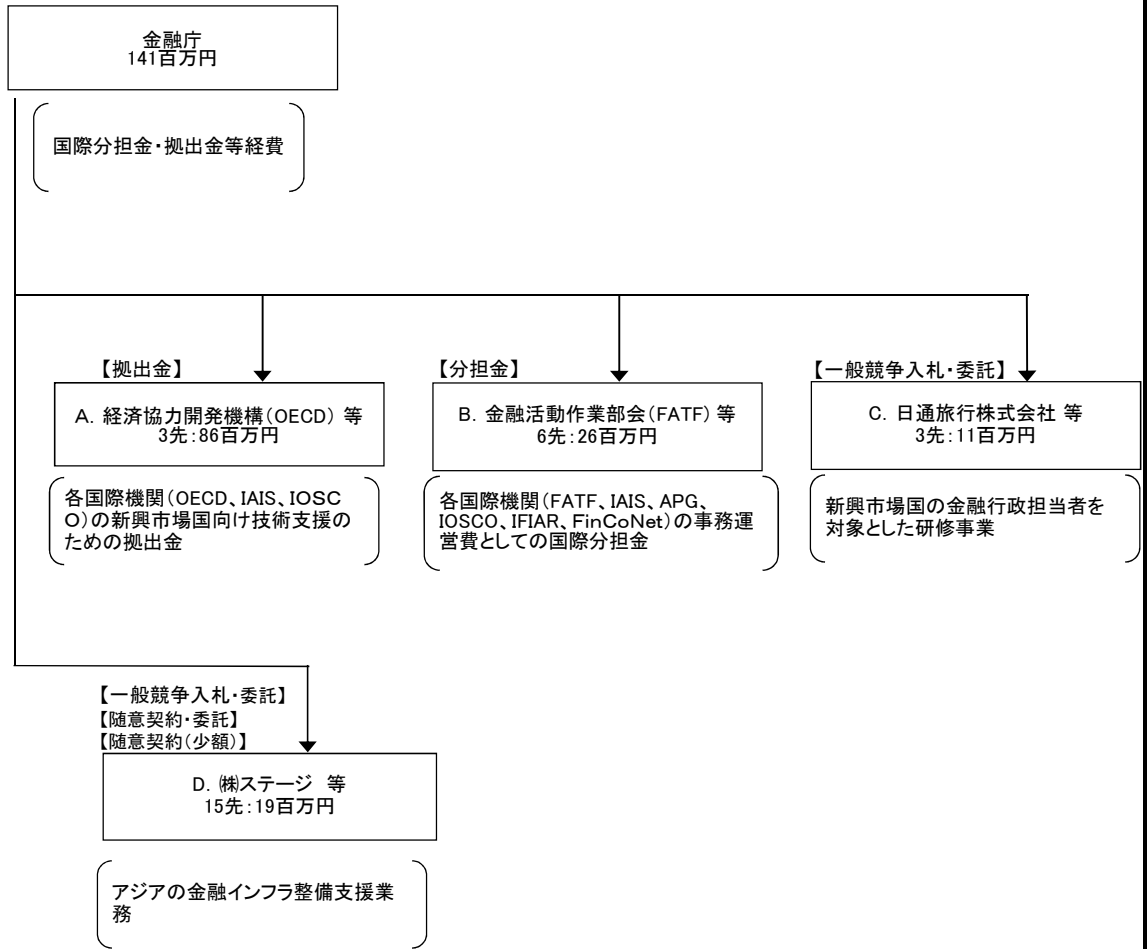 金融庁
141百万円
国際分担金・拠出金等経費
【拠出金】
A. 経済協力開発機構(OECD) 等
3先：86百万円
各国際機関(OECD、IAIS、IOSC
O)の新興市場国向け技術支援の
ための拠出金
【分担金】
B. 金融活動作業部会(FATF) 等
6先：26百万円
各国際機関(FATF、IAIS、APG、
IOSCO、IFIAR、FinCoNet)の事務運
営費としての国際分担金
【一般競争入札・委託】
C. 日通旅行株式会社 等
3先：11百万円
新興市場国の金融行政担当者を
対象とした研修事業
【一般競争入札・委託】
【随意契約・委託】
【随意契約(少額)】
D. ㈱ステージ 等
15先：19百万円
アジアの金融インフラ整備支援業
務